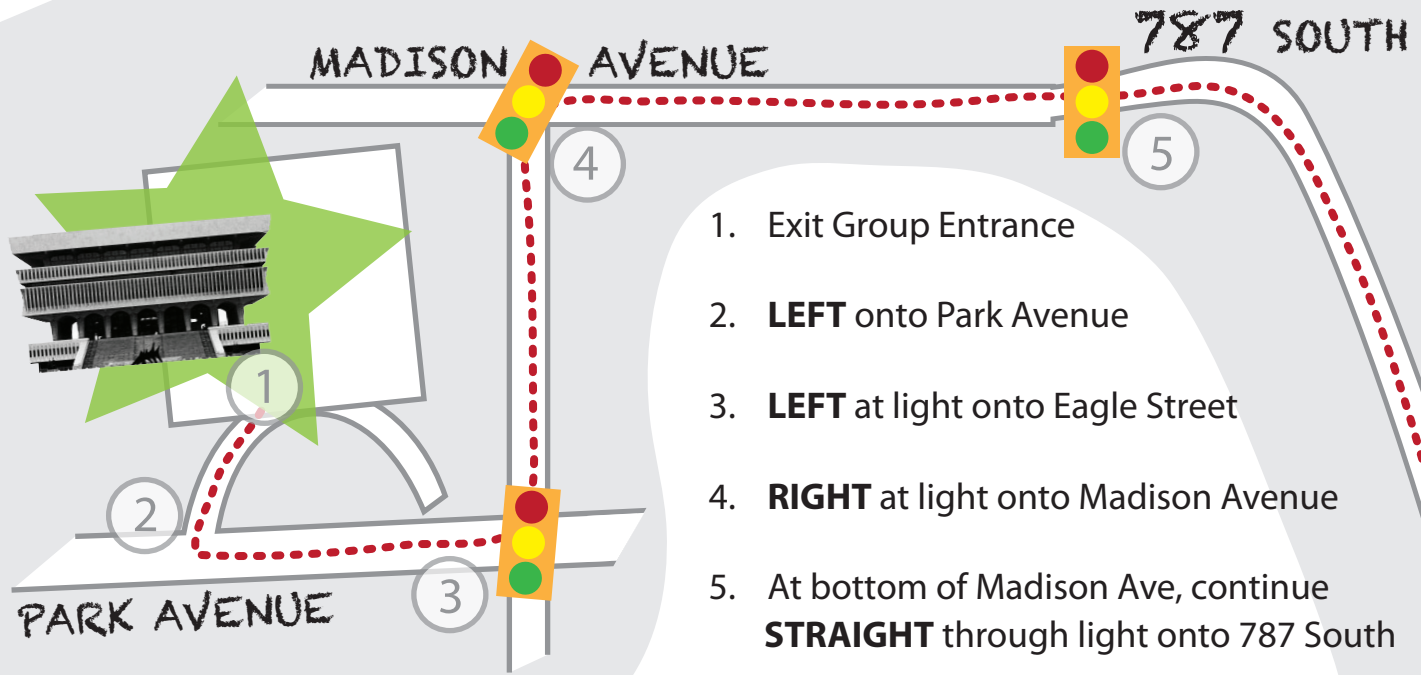 787 SOUTH
MADISON AVENUE
4
5
1. Exit Group Entrance
2. LEFT onto Park Avenue
1
3. LEFT at light onto Eagle Street
2
4. RIGHT at light onto Madison Avenue
3
5. At bottom of Madison Ave, continue
STRAIGHT through light onto 787 South
PARK AVENUE